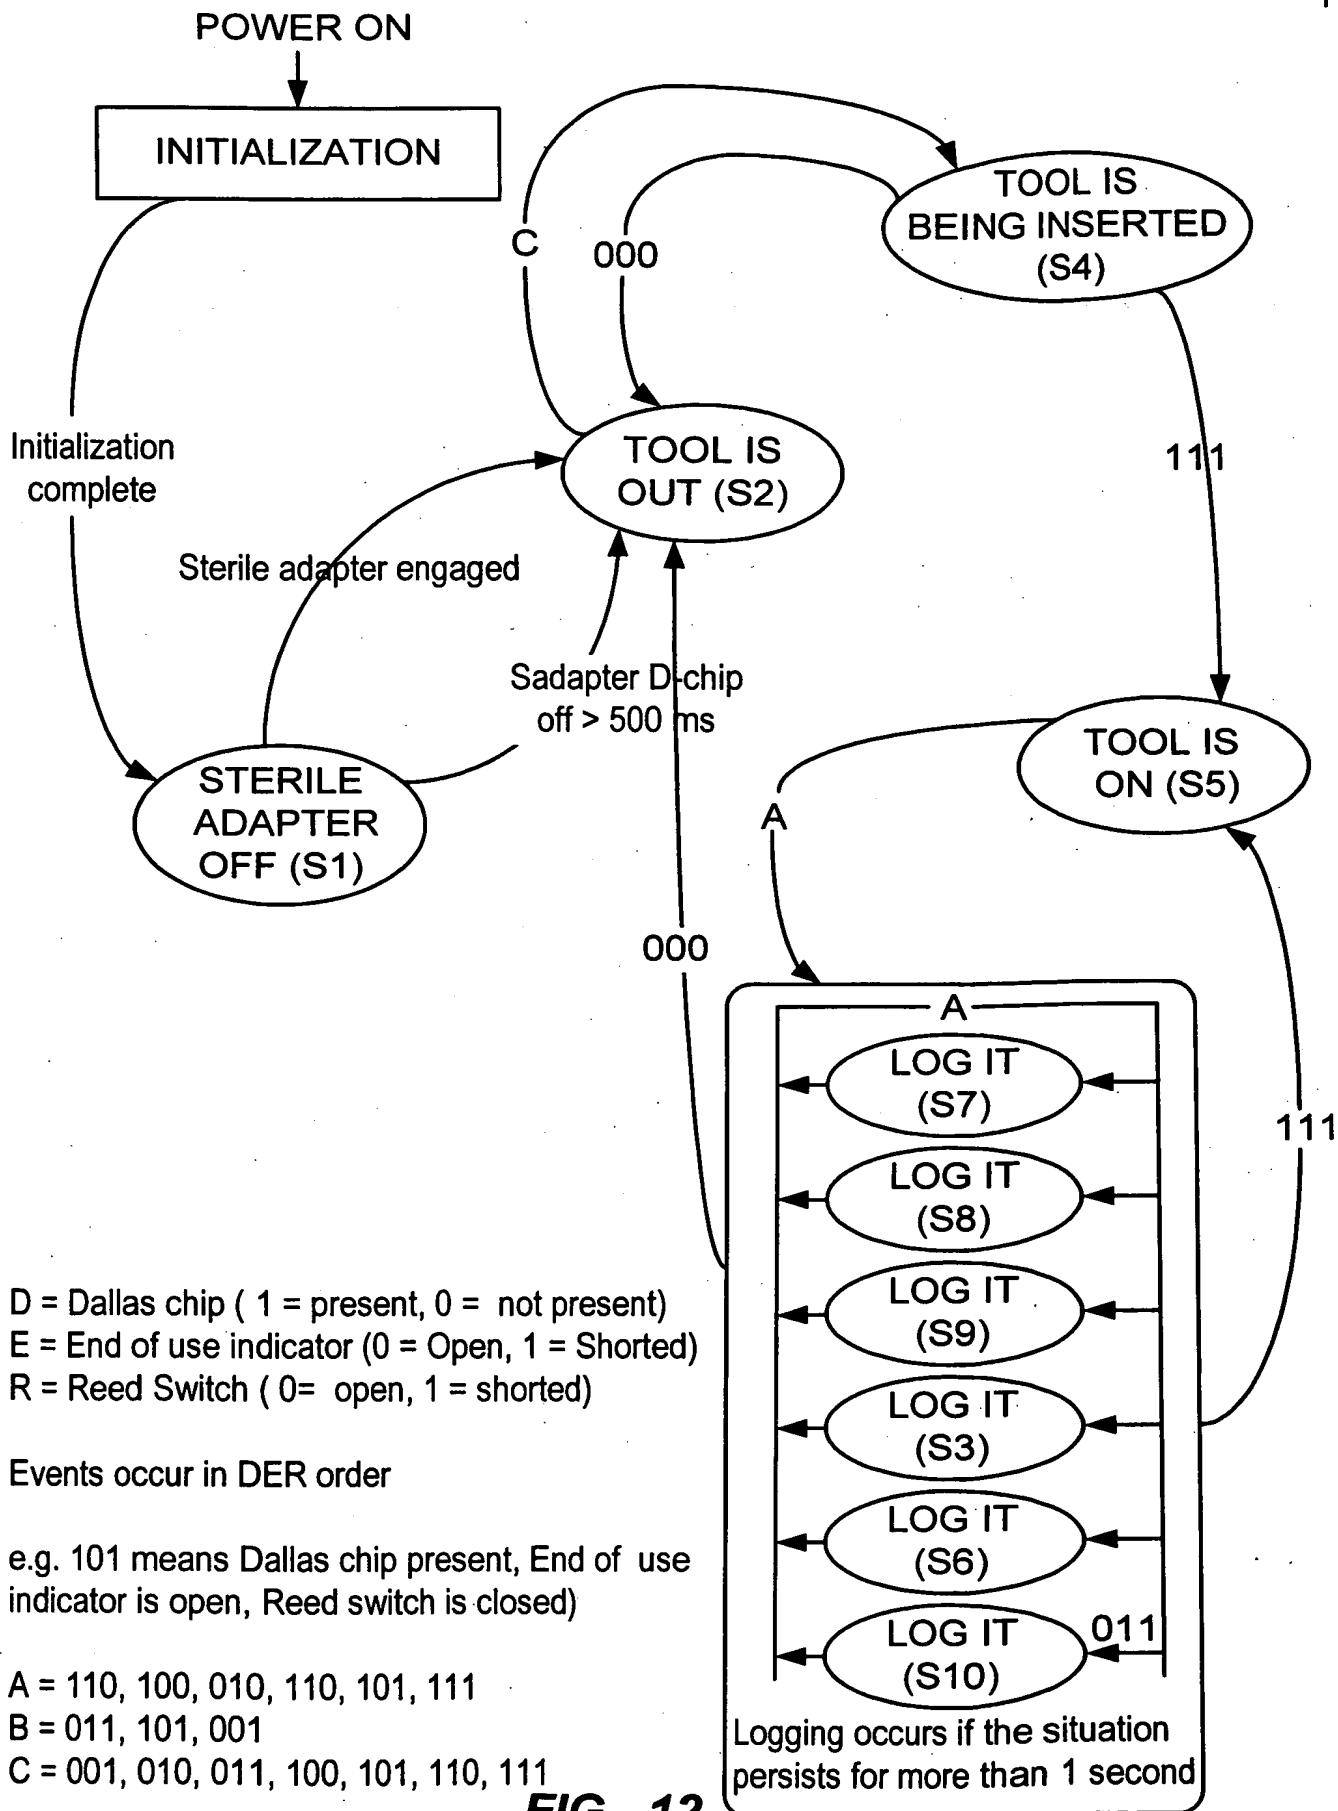 POWER ON
INITIALIZATION
TOOL IS
BEING INSERTED
(S4)
C
000
Initialization
complete
TOOL IS
OUT (S2)
111
Sterile adapter engaged
Sadapter D-chip
off > 500 ms
STERILE
ADAPTER
OFF (S1)
TOOL IS
ON (S5)
A
000
A
LOG IT
(S7)
111
LOG IT
(S8)
LOG IT
(S9)
LOG IT
(S3)
LOG IT
(S6)
011
LOG IT
(S10)
Logging occurs if the situation
persists for more than 1 second
D = Dallas chip ( 1 = present, 0 = not present)
E = End of use indicator (0 = Open, 1 = Shorted)
R = Reed Switch ( 0= open, 1 = shorted)
Events occur in DER order
e.g. 101 means Dallas chip present, End of use
indicator is open, Reed switch is closed)
A = 110, 100, 010, 110, 101, 111
B = 011, 101, 001
C = 001, 010, 011, 100, 101, 110, 111
FIG. 12